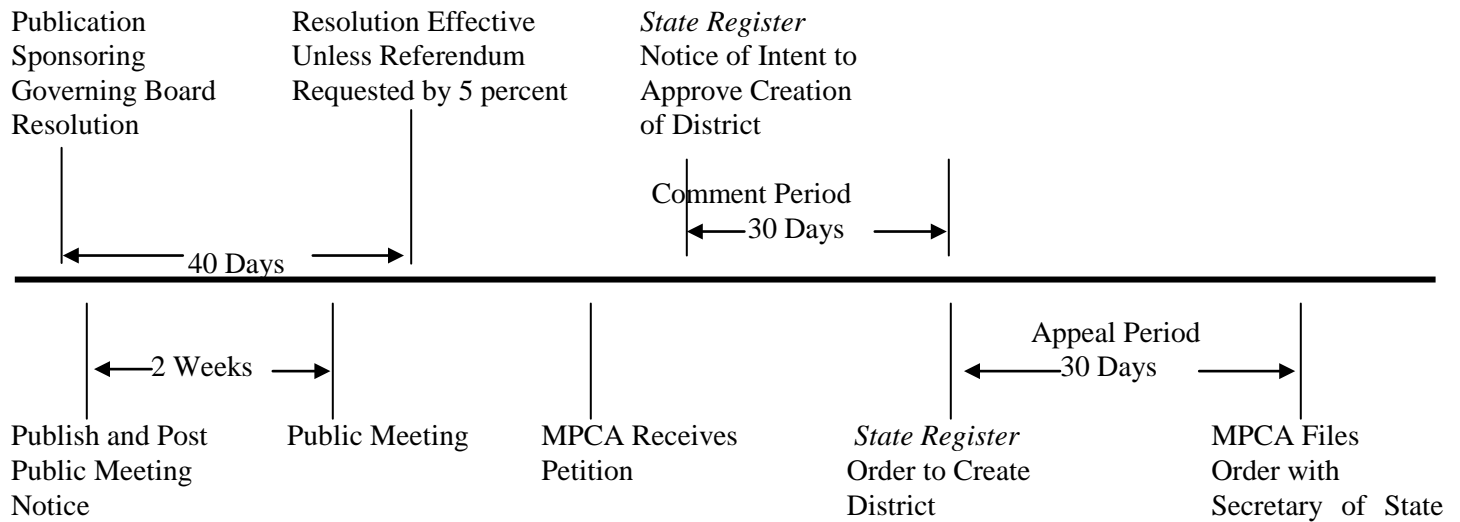 Publication
Sponsoring
Governing Board
Resolution
Resolution Effective
Unless Referendum
Requested by 5 percent
State Register
Notice of Intent to
Approve Creation
of District
Comment Period
30 Days
40 Days
2 Weeks
Appeal Period
30 Days
Publish and Post
Public Meeting
Notice
Public Meeting
MPCA Receives
Petition
State Register
Order to Create
District
MPCA Files
Order with
Secretary of State